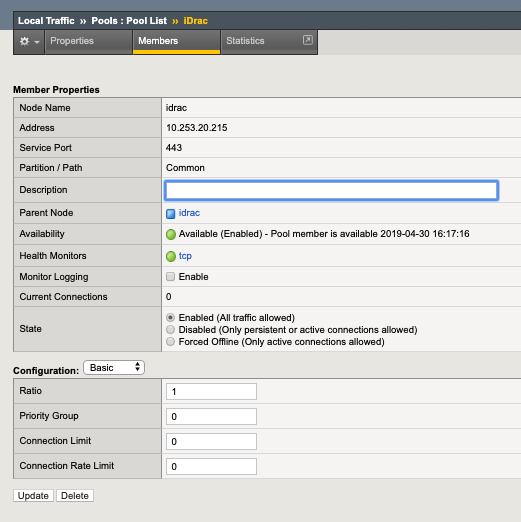 Local Traffic » Pools : Pool List » iDrac
Properties Members Statistics
Member Properties
Node Name idrac
Address 10.253.20.215
Service Port 443
Partition / Path Common
Description
Parent Node idrac
Availability Available (Enabled) - Pool member is available 2019-04-30 16:17:16
Health Monitors tcp
Monitor Logging Enable
Current Connections 0
Enabled (All traffic allowed)
State Disabled (Only persistent or active connections allowed)
Forced Offline (Only active connections allowed)
Configuration: Basic
Ratio 1
Priority Group 0
Connection Limit 0
Connection Rate Limit 0
Update Delete